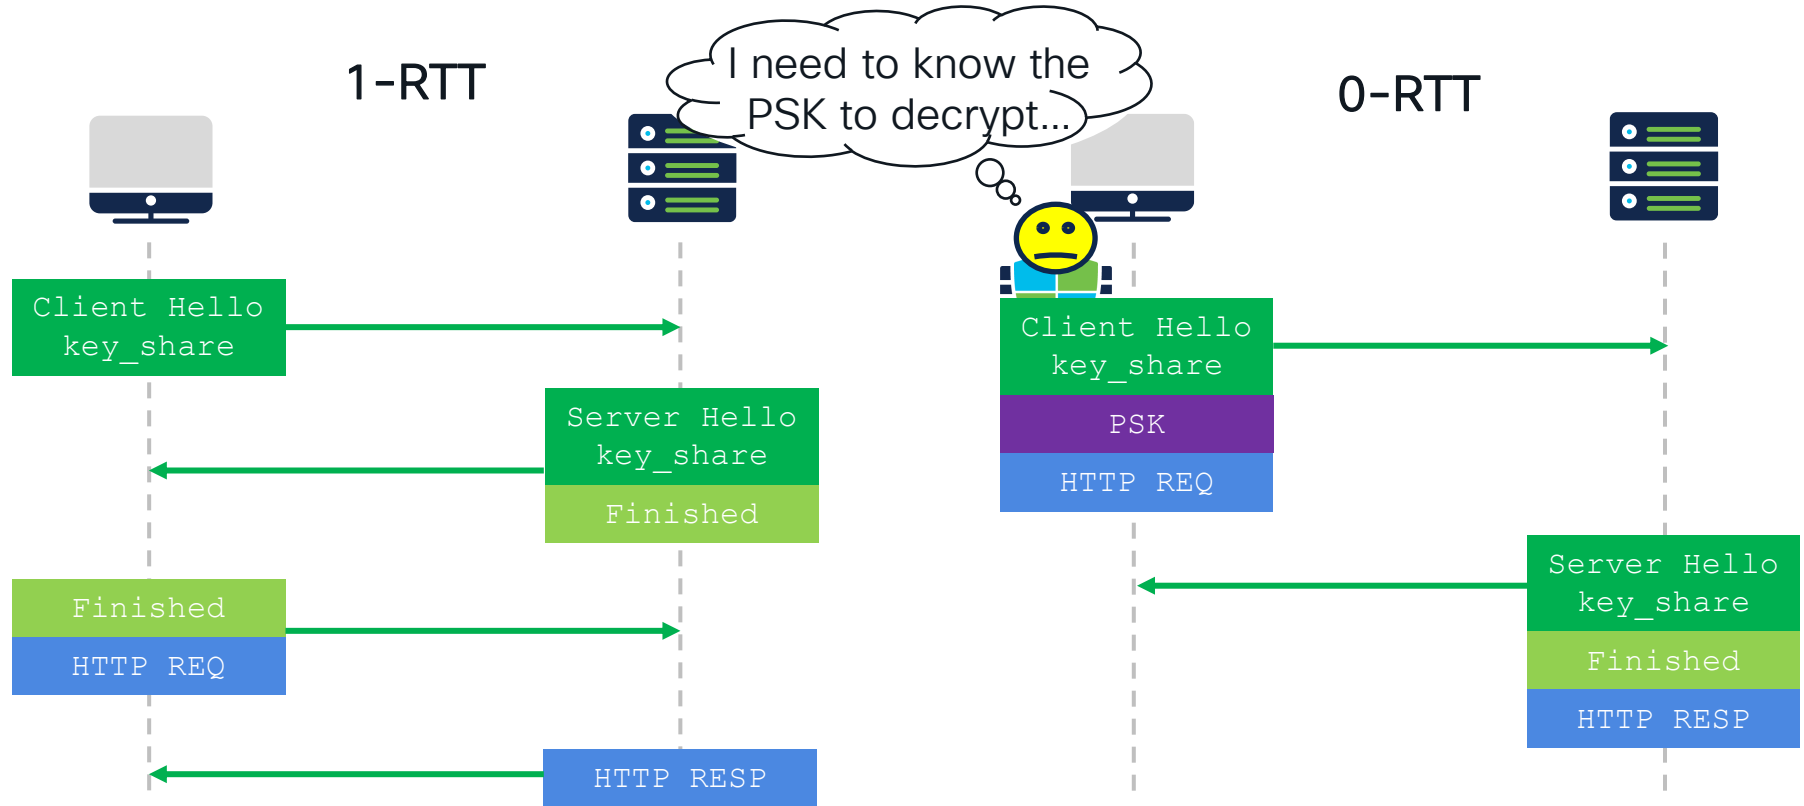 1-RTT
I need to know the
PSK to decrypt...
0-RTT
Client Hello
key_share
Server Hello
key_share
Finished
Finished
HTTP REQ
HTTP RESP
Client Hello
key_share
PSK
HTTP REQ
Server Hello
key_share
Finished
HTTP RESP